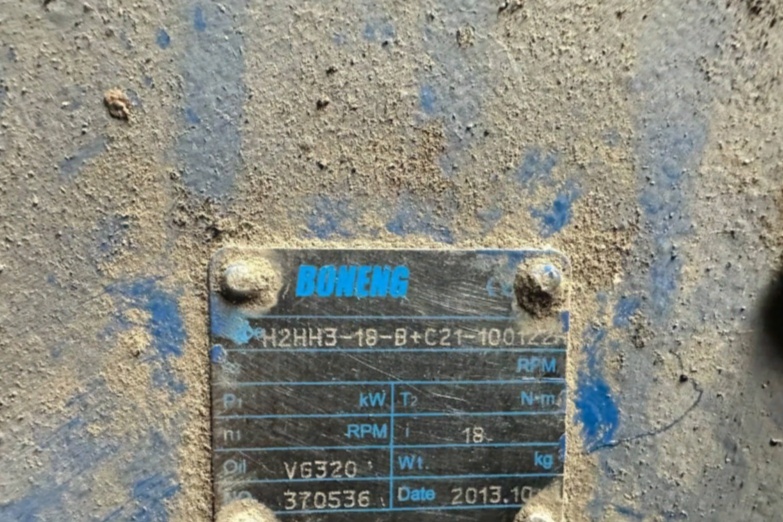 BONENG
H2HH3-18-B+C21-100122
RPM
P1 kW T2 N·m
n1 RPM i 18
Oil VG320 Wt. kg
NO 370536 Date 2013.10